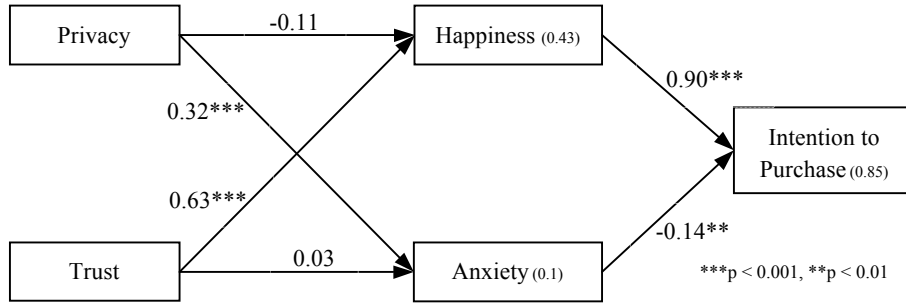 Privacy
-0.11
Happiness (0.43)
0.32***
0.90***
Intention to
Purchase (0.85)
0.63***
-0.14**
Trust
0.03
Anxiety (0.1)
***p < 0.001, **p < 0.01